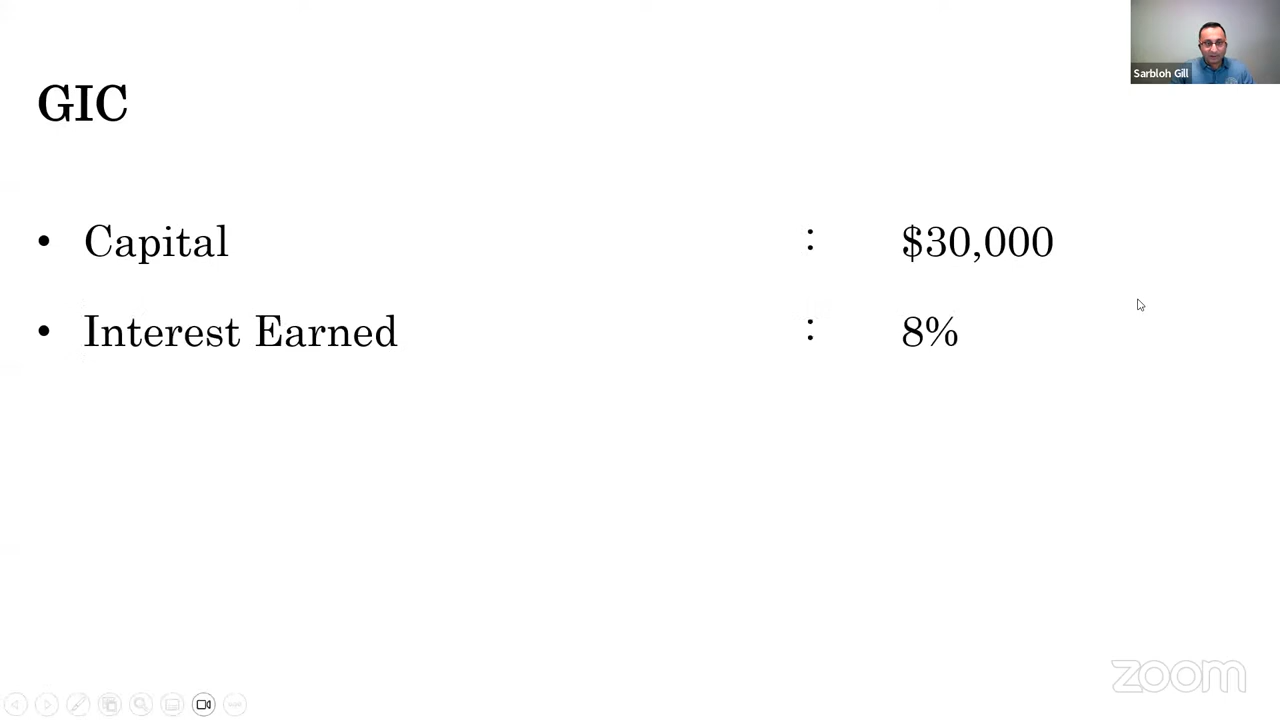 Sarbloh Gill
GIC
• Capital : $30,000
• Interest Earned : 8%
zoom